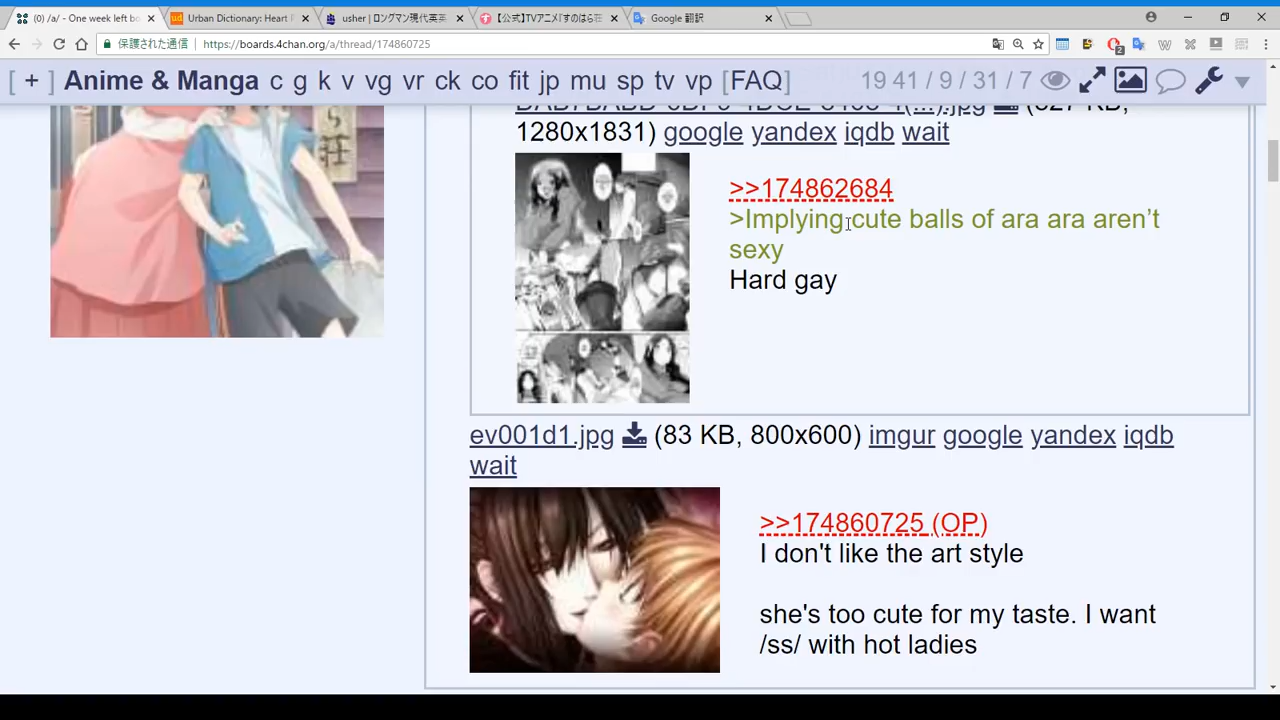 (0) /a/ - One week left bo
Urban Dictionary: Heart F
usher | ロングマン現代英英
【公式】TVアニメ『すのはら荘
Google 翻訳
保護された通信 | https://boards.4chan.org/a/thread/174860725
[ + ] Anime & Manga c g k v vg vr ck co fit jp mu sp tv vp [FAQ] 19 41 / 9 / 31 / 7
1280x1831) google yandex iqdb wait
>>174862684
>Implying cute balls of ara ara aren’t
sexy
Hard gay
ev001d1.jpg (83 KB, 800x600) imgur google yandex iqdb
wait
>>174860725 (OP)
I don't like the art style
she's too cute for my taste. I want
/ss/ with hot ladies